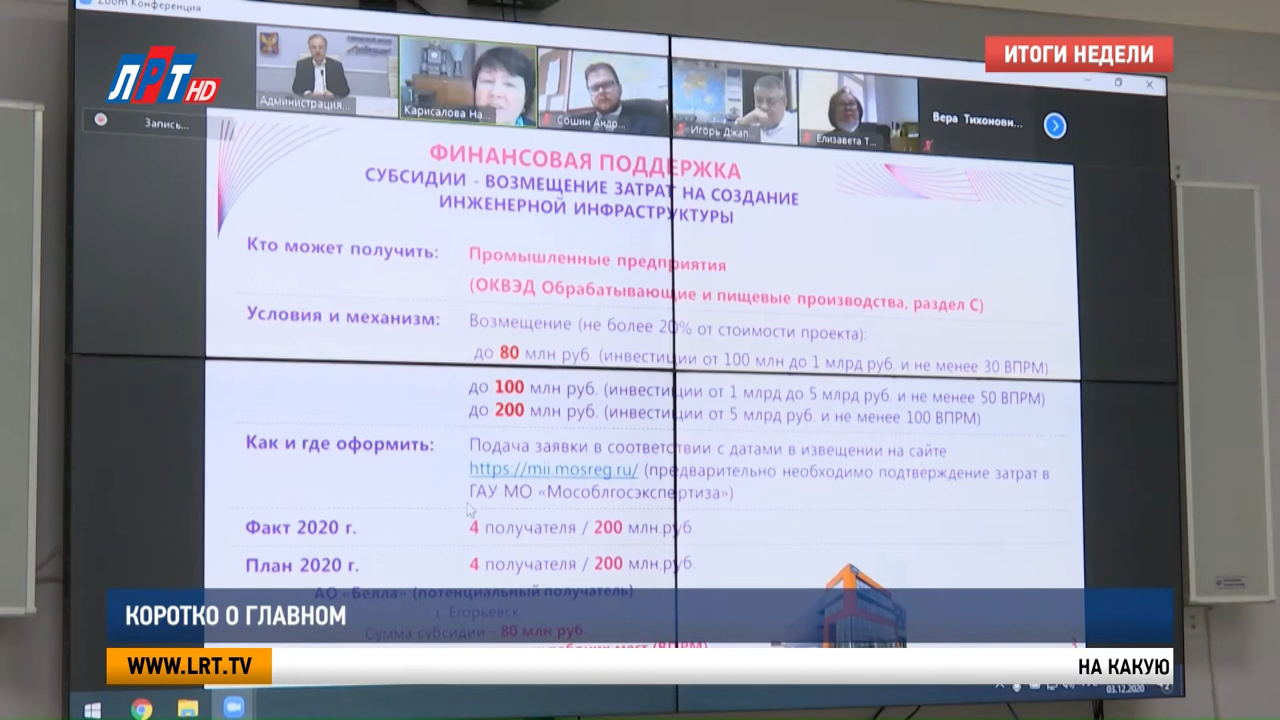 Zoom Конференция
ЛРТ HD
ИТОГИ НЕДЕЛИ
Администрация...
Карисалова На...
Сошин Андр...
Игорь Джап...
Елизавета Т...
Вера Тихоновн...
Запись...
ФИНАНСОВАЯ ПОДДЕРЖКА
СУБСИДИИ - ВОЗМЕЩЕНИЕ ЗАТРАТ НА СОЗДАНИЕ
ИНЖЕНЕРНОЙ ИНФРАСТРУКТУРЫ
Кто может получить: Промышленные предприятия
(ОКВЭД Обрабатывающие и пищевые производства, раздел С)
Условия и механизм: Возмещение (не более 20% от стоимости проекта):
до 80 млн руб. (инвестиции от 100 млн до 1 млрд руб. и не менее 30 ВПРМ)
до 100 млн руб. (инвестиции от 1 млрд до 5 млрд руб. и не менее 50 ВПРМ)
до 200 млн руб. (инвестиции от 5 млрд руб. и не менее 100 ВПРМ)
Как и где оформить: Подача заявки в соответствии с датами в извещении на сайте
https://mii.mosreg.ru/ (предварительно необходимо подтверждение затрат в
ГАУ МО «Мособлгосэкспертиза»)
Факт 2020 г. 4 получателя / 200 млн.руб.
План 2020 г. 4 получателя / 200 млн.руб.
АО «Белла» (потенциальный получатель)
г. Егорьевск
Сумма субсидии - 80 млн руб.
рабочих мест (ВПРМ)
3
КОРОТКО О ГЛАВНОМ
WWW.LRT.TV
НА КАКУЮ
03.12.2020